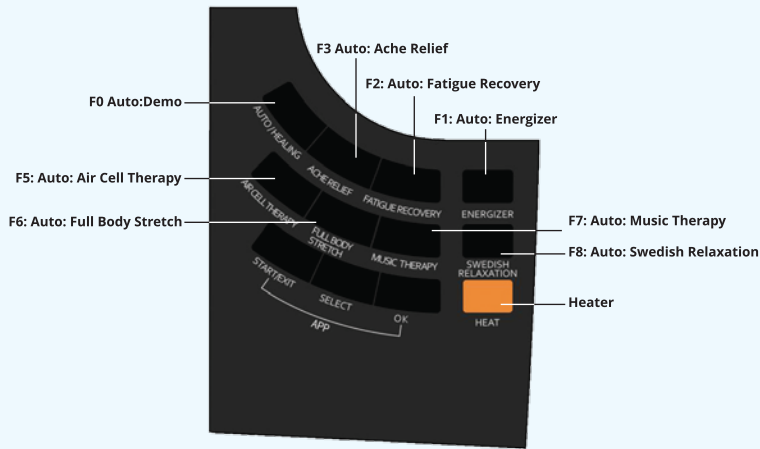 F3 Auto: Ache Relief
F2: Auto: Fatigue Recovery
F0 Auto:Demo
F1: Auto: Energizer
AUTO/HEALING
ACHE RELIEF
FATIGUE RECOVERY
ENERGIZER
F5: Auto: Air Cell Therapy
F6: Auto: Full Body Stretch
F7: Auto: Music Therapy
F8: Auto: Swedish Relaxation
AIR CELL THERAPY
FULL BODY
STRETCH
MUSIC THERAPY
SWEDISH
RELAXATION
Heater
START/EXIT
SELECT
OK
HEAT
APP